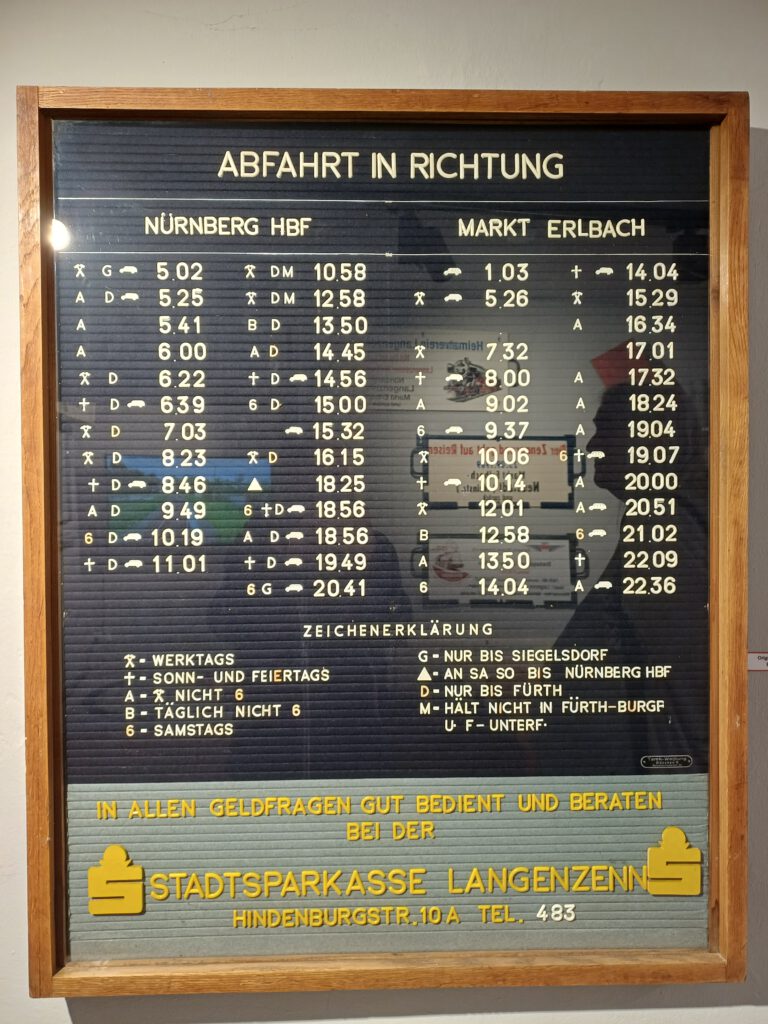 ABFAHRT IN RICHTUNG
NÜRNBERG HBF
G 5.02
A D 5.25
A 5.41
A 6.00
⚒ D 6.22
† D 6.39
⚒ D 7.03
⚒ D 8.23
† D 8.46
A D 9.49
6 D 10.19
† D 11.01
⚒ D M 10.58
⚒ D M 12.58
B D 13.50
A D 14.45
† D 14.56
6 D 15.00
15.32
⚒ D 16.15
▲ 18.25
6 † D 18.56
A D 18.56
† D 19.49
6 G 20.41
MARKT ERLBACH
1.03
⚒ 5.26
⚒ 7.32
† 8.00
A 9.02
6 9.37
⚒ 10.06
† 10.14
⚒ 12.01
B 12.58
A 13.50
6 14.04
† 14.04
⚒ 15.29
A 16.34
17.01
A 17.32
A 18.24
A 19.04
6 † 19.07
A 20.00
A 20.51
6 21.02
† 22.09
A 22.36
ZEICHENERKLÄRUNG
⚒ - WERKTAGS
† - SONN- UND FEIERTAGS
A - ⚒ NICHT 6
B - TÄGLICH NICHT 6
6 - SAMSTAGS
G - NUR BIS SIEGELSDORF
▲ - AN SA SO BIS NÜRNBERG HBF
D - NUR BIS FÜRTH
M - HÄLT NICHT IN FÜRTH-BURGF
U. F-UNTERF.
IN ALLEN GELDFRAGEN GUT BEDIENT UND BERATEN
BEI DER
STADTSPARKASSE LANGENZENN
HINDENBURGSTR. 10 A TEL. 483